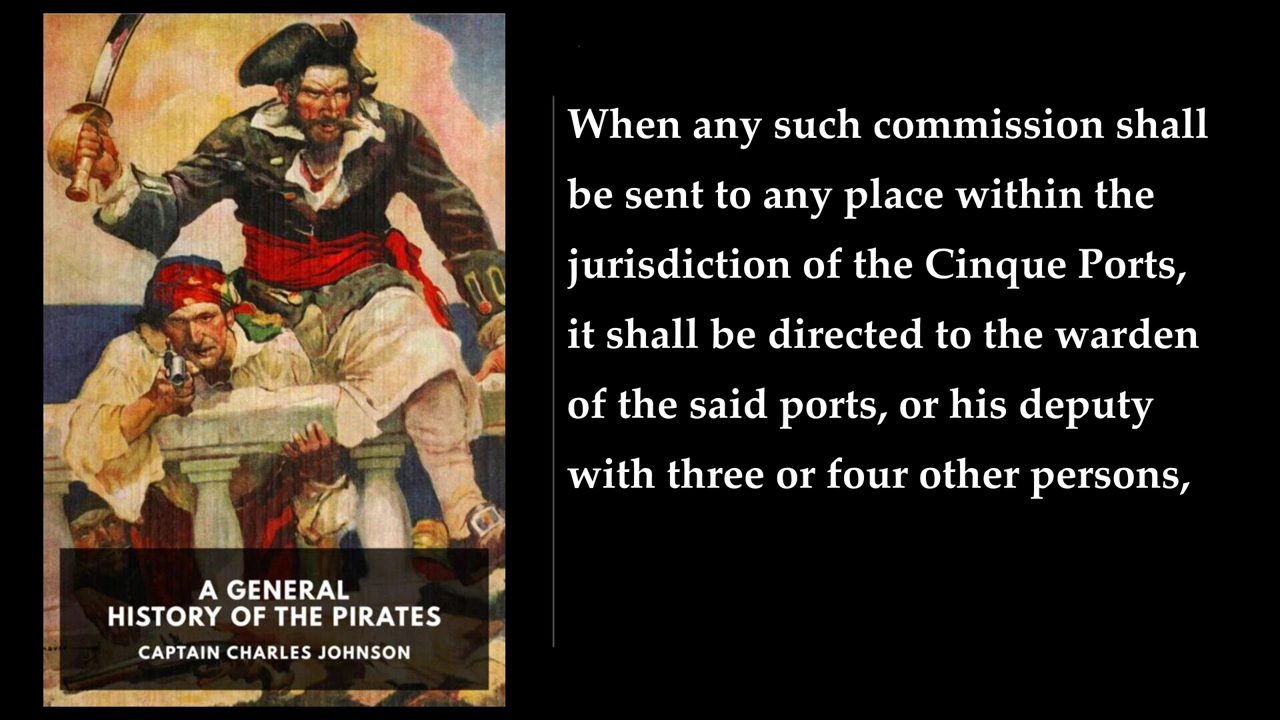 A GENERAL
HISTORY OF THE PIRATES
CAPTAIN CHARLES JOHNSON
When any such commission shall
be sent to any place within the
jurisdiction of the Cinque Ports,
it shall be directed to the warden
of the said ports, or his deputy
with three or four other persons,